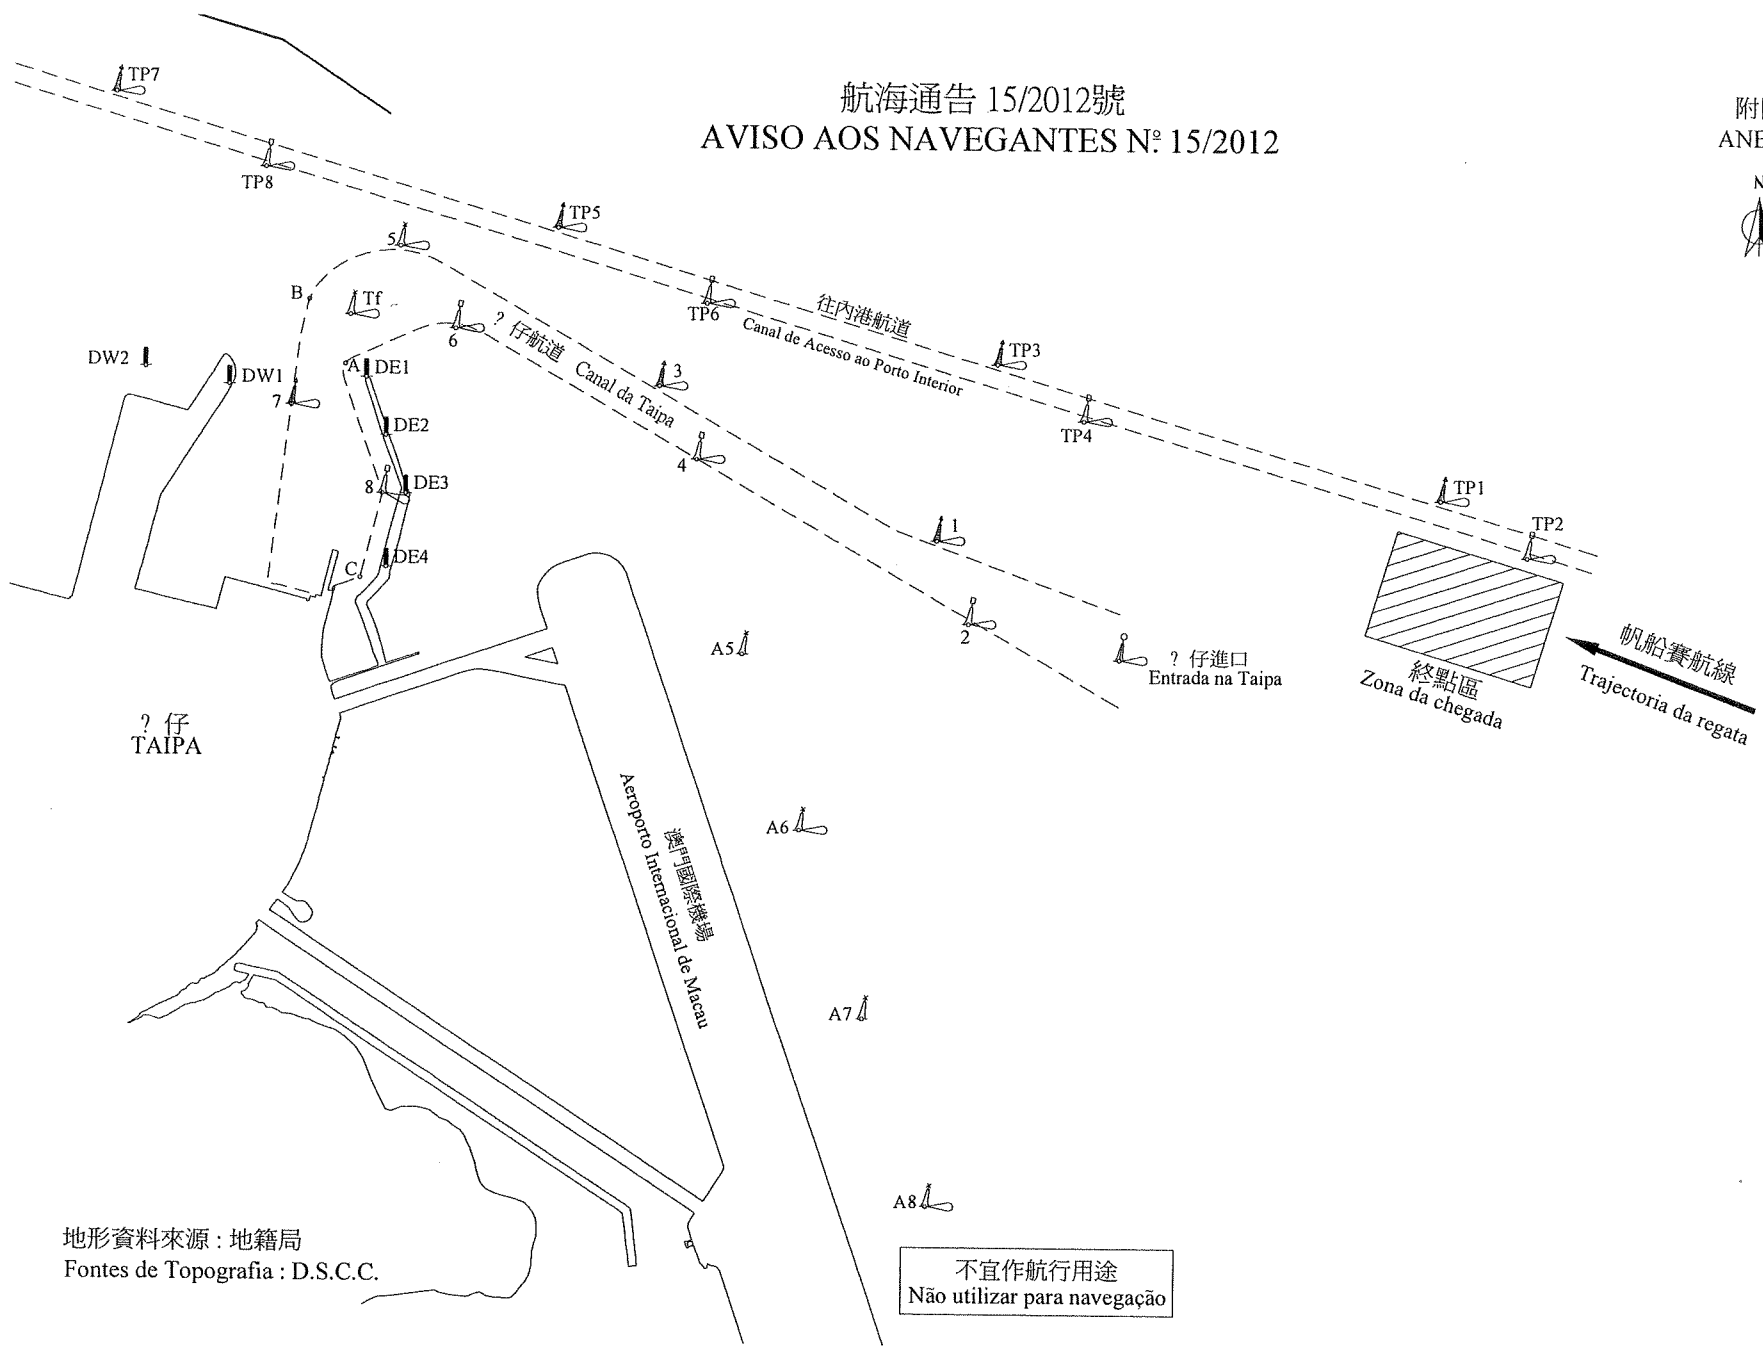 航海通告 15/2012號
AVISO AOS NAVEGANTES Nº 15/2012
附
ANE
N
TP7
TP8
TP5
5
B
Tf
6
TP6
往內港航道
Canal de Acesso ao Porto Interior
? 仔航道 Canal da Taipa
TP3
TP4
DW2
DW1
A
DE1
7
3
DE2
4
8
DE3
TP1
TP2
1
C
DE4
2
A5
? 仔進口
Entrada na Taipa
終點區
Zona da chegada
帆船賽航線
Trajectoria da regata
? 仔
TAIPA
澳門國際機場
Aeroporto Internacional de Macau
A6
A7
A8
地形資料來源 : 地籍局
Fontes de Topografia : D.S.C.C.
不宜作航行用途
Não utilizar para navegação